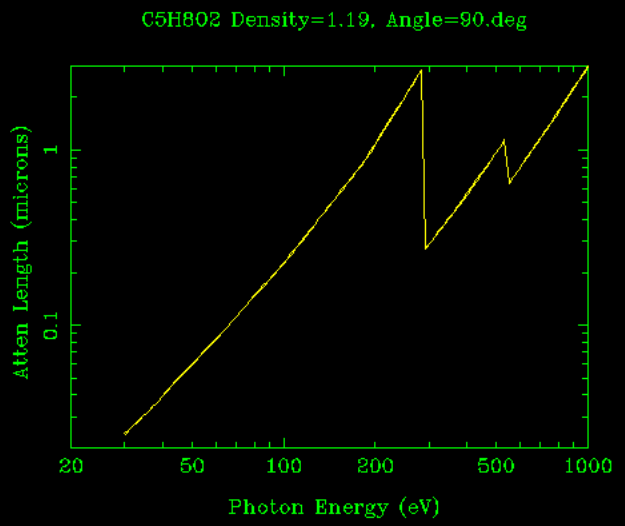 C5H8O2 Density=1.19, Angle=90.deg
Atten Length (microns)
1
0.1
20 50 100 200 500 1000
Photon Energy (eV)